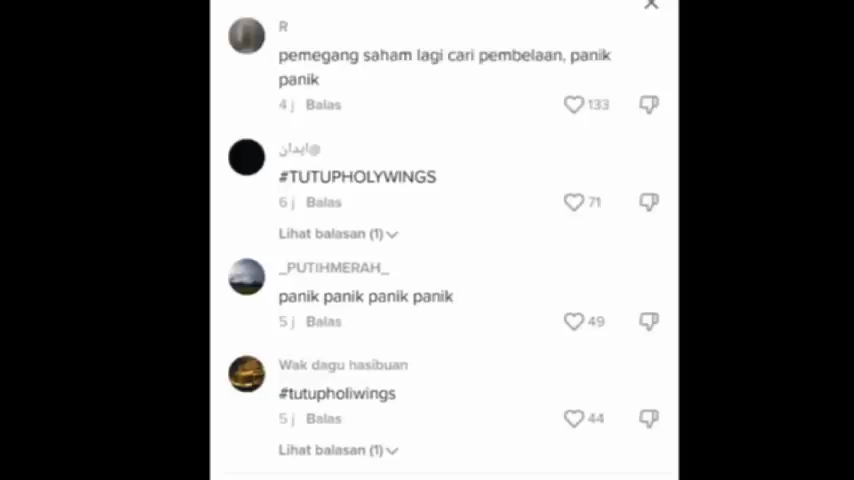 R
pemegang saham lagi cari pembelaan, panik
panik
4 j Balas
133
@ايدان
#TUTUPHOLYWINGS
6 j Balas
71
Lihat balasan (1)
_PUTIHMERAH_
panik panik panik panik
5 j Balas
49
Wak dagu hasibuan
#tutupholiwings
5 j Balas
44
Lihat balasan (1)